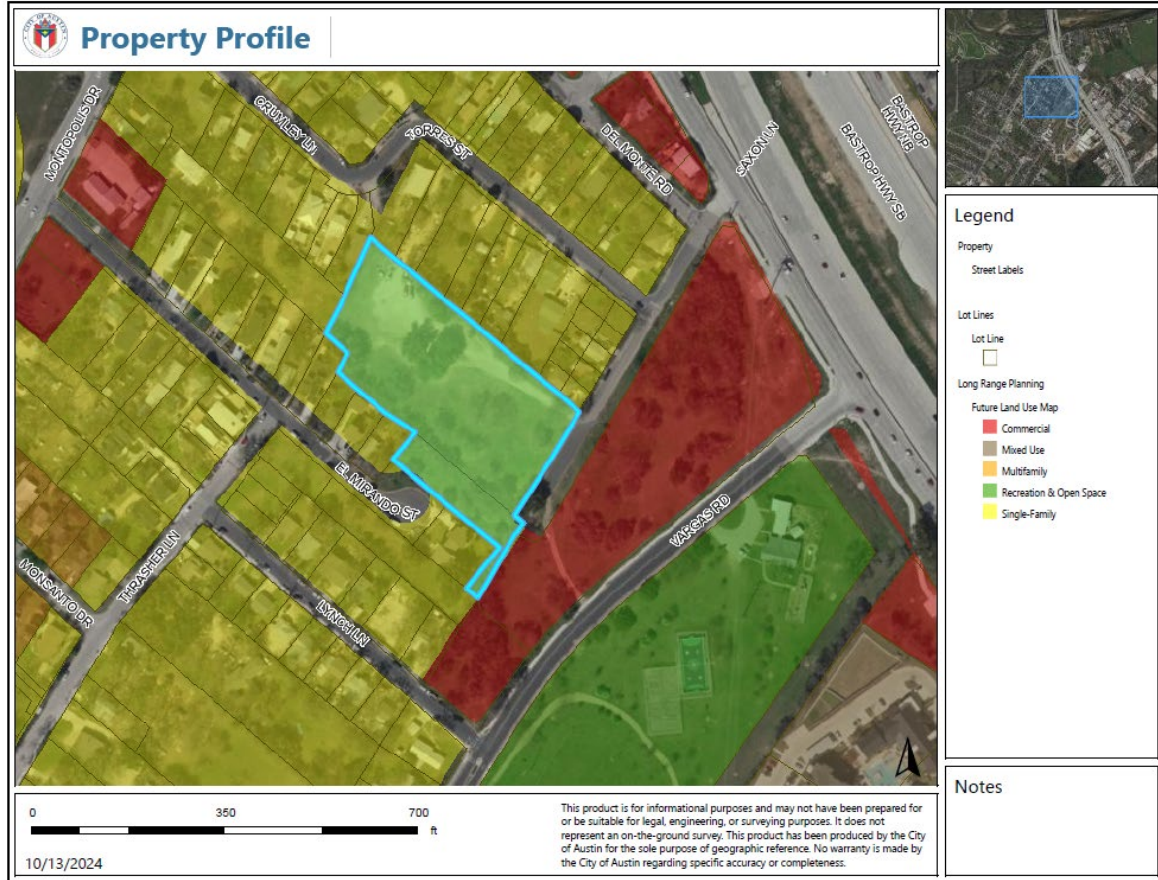 CITY OF AUSTIN
Property Profile
MONTOPOLIS DR
CRUMLEY LN
TORRES ST
DEL MONTE RD
SAXON LN
BASTROP HWY NB
BASTROP HWY SB
EL MIRANDO ST
VARGAS RD
THRASHER LN
MONSANTO DR
LYNCH LN
Legend
Property
Street Labels
Lot Lines
Lot Line
Long Range Planning
Future Land Use Map
Commercial
Mixed Use
Multifamily
Recreation & Open Space
Single-Family
Notes
0 350 700
ft
10/13/2024
This product is for informational purposes and may not have been prepared for
or be suitable for legal, engineering, or surveying purposes. It does not
represent an on-the-ground survey. This product has been produced by the City
of Austin for the sole purpose of geographic reference. No warranty is made by
the City of Austin regarding specific accuracy or completeness.